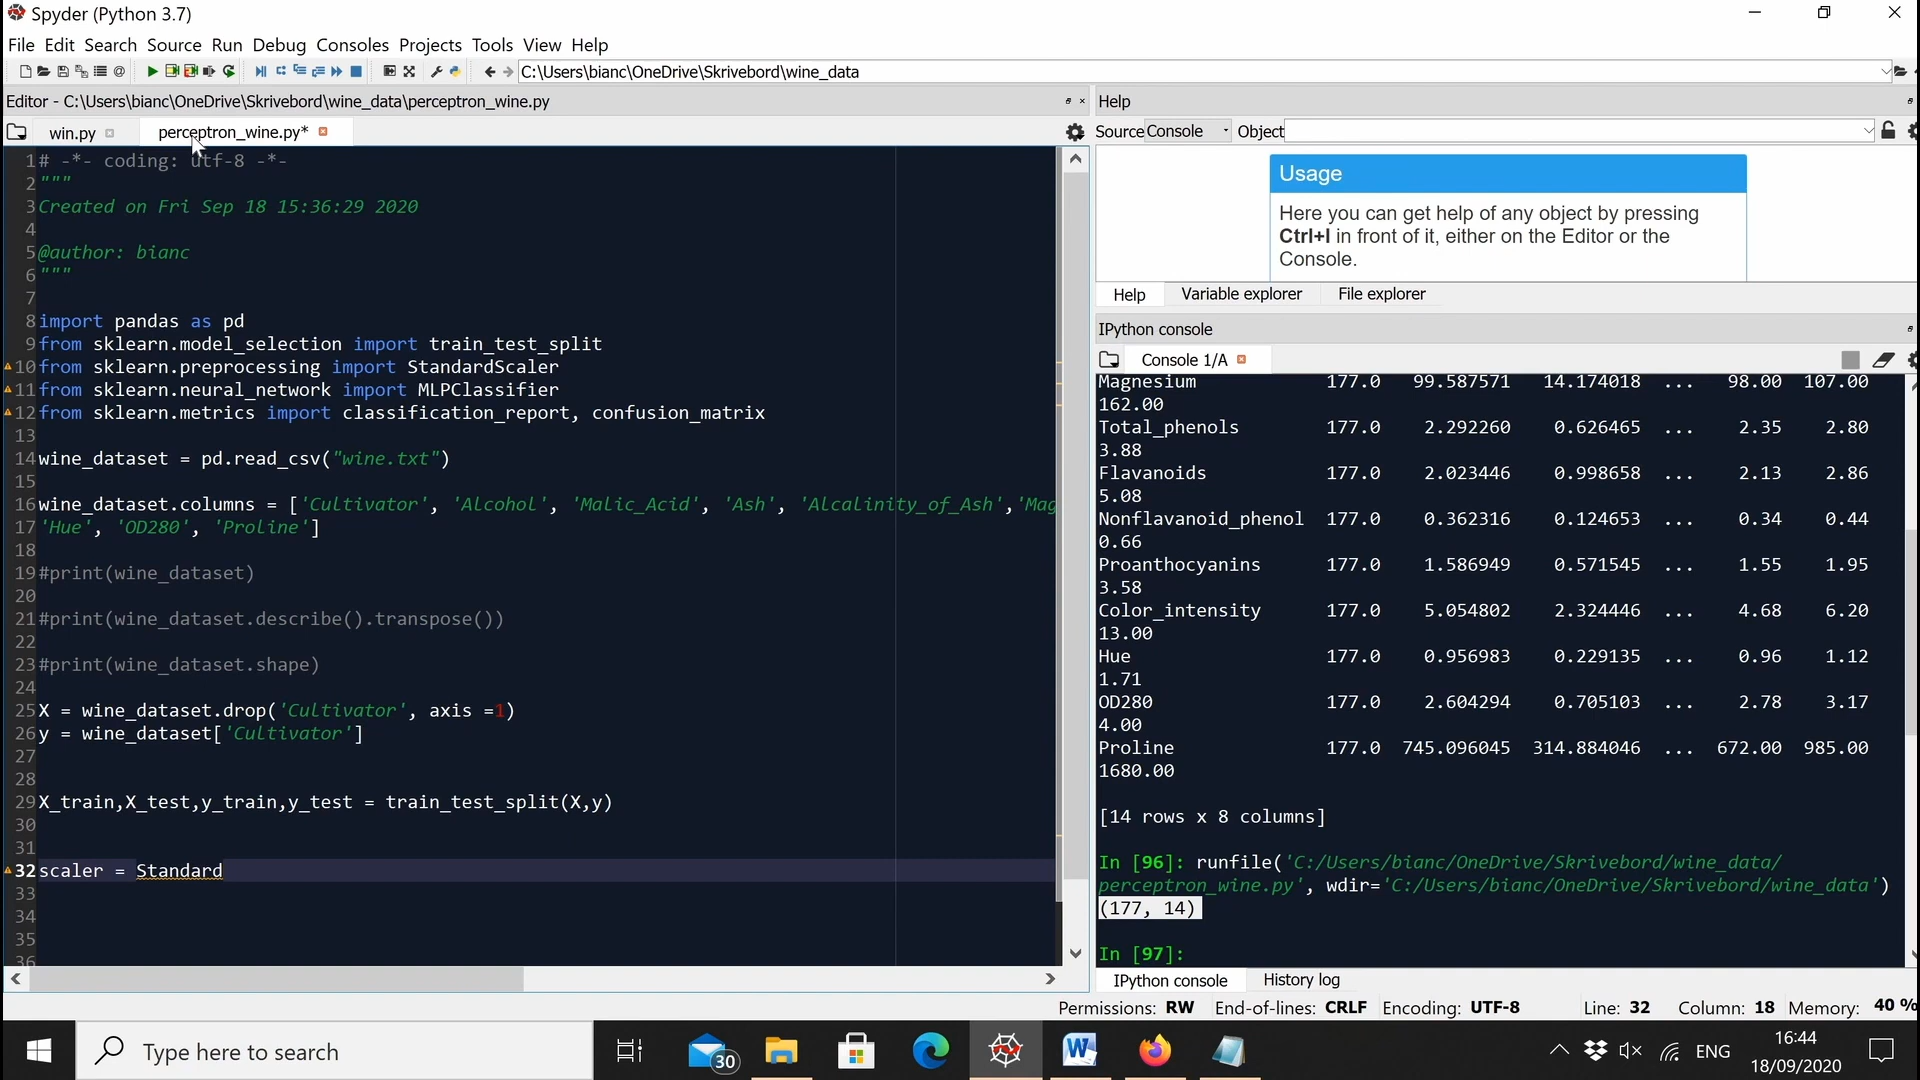 Spyder (Python 3.7)
File Edit Search Source Run Debug Consoles Projects Tools View Help
C:\Users\bianc\OneDrive\Skrivebord\wine_data
Editor - C:\Users\bianc\OneDrive\Skrivebord\wine_data\perceptron_wine.py
win.py perceptron_wine.py*
1 # -*- coding: utf-8 -*-
2 """
3 Created on Fri Sep 18 15:36:29 2020
4
5 @author: bianc
6 """
7
8 import pandas as pd
9 from sklearn.model_selection import train_test_split
10 from sklearn.preprocessing import StandardScaler
11 from sklearn.neural_network import MLPClassifier
12 from sklearn.metrics import classification_report, confusion_matrix
13
14 wine_dataset = pd.read_csv("wine.txt")
15
16 wine_dataset.columns = ['Cultivator', 'Alcohol', 'Malic_Acid', 'Ash', 'Alcalinity_of_Ash','Mag
17 'Hue', 'OD280', 'Proline']
18
19 #print(wine_dataset)
20
21 #print(wine_dataset.describe().transpose())
22
23 #print(wine_dataset.shape)
24
25 X = wine_dataset.drop('Cultivator', axis =1)
26 y = wine_dataset['Cultivator']
27
28
29 X_train,X_test,y_train,y_test = train_test_split(X,y)
30
31
32 scaler = Standard
33
34
35
36
Help
Source Console Object
Usage
Here you can get help of any object by pressing
Ctrl+I in front of it, either on the Editor or the
Console.
Help Variable explorer File explorer
IPython console
Console 1/A
Magnesium 177.0 99.587571 14.174018 ... 98.00 107.00
162.00
Total_phenols 177.0 2.292260 0.626465 ... 2.35 2.80
3.88
Flavanoids 177.0 2.023446 0.998658 ... 2.13 2.86
5.08
Nonflavanoid_phenol 177.0 0.362316 0.124653 ... 0.34 0.44
0.66
Proanthocyanins 177.0 1.586949 0.571545 ... 1.55 1.95
3.58
Color_intensity 177.0 5.054802 2.324446 ... 4.68 6.20
13.00
Hue 177.0 0.956983 0.229135 ... 0.96 1.12
1.71
OD280 177.0 2.604294 0.705103 ... 2.78 3.17
4.00
Proline 177.0 745.096045 314.884046 ... 672.00 985.00
1680.00
[14 rows x 8 columns]
In [96]: runfile('C:/Users/bianc/OneDrive/Skrivebord/wine_data/
perceptron_wine.py', wdir='C:/Users/bianc/OneDrive/Skrivebord/wine_data')
(177, 14)
In [97]:
IPython console History log
Permissions: RW End-of-lines: CRLF Encoding: UTF-8 Line: 32 Column: 18 Memory: 40 %
Type here to search
30
ENG
16:44
18/09/2020